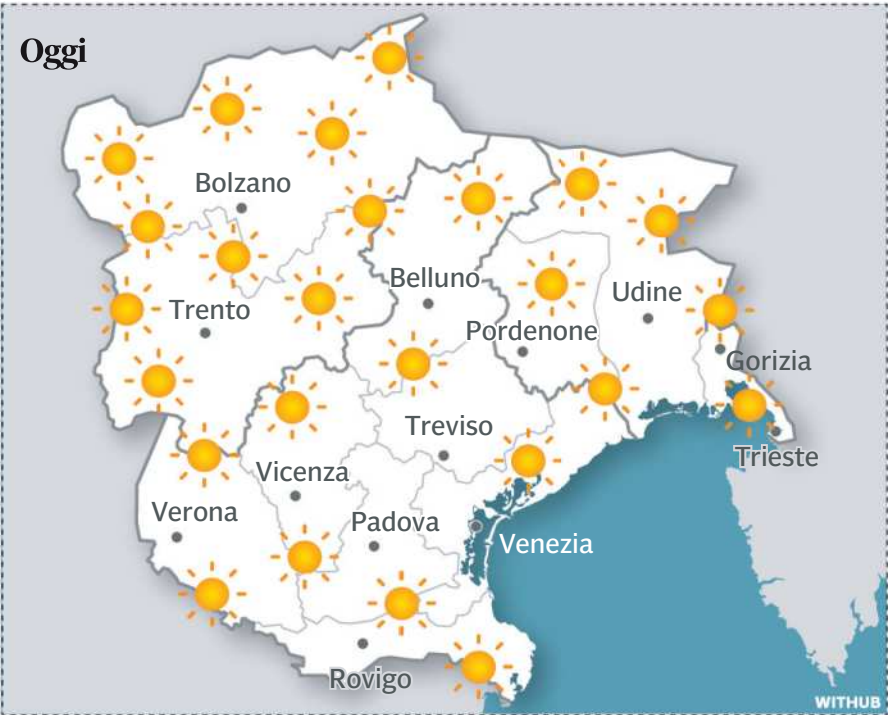 Oggi
Bolzano
Belluno
Trento
Udine
Pordenone
Gorizia
Treviso
Trieste
Vicenza
Verona
Padova
Venezia
Rovigo
WITHUB